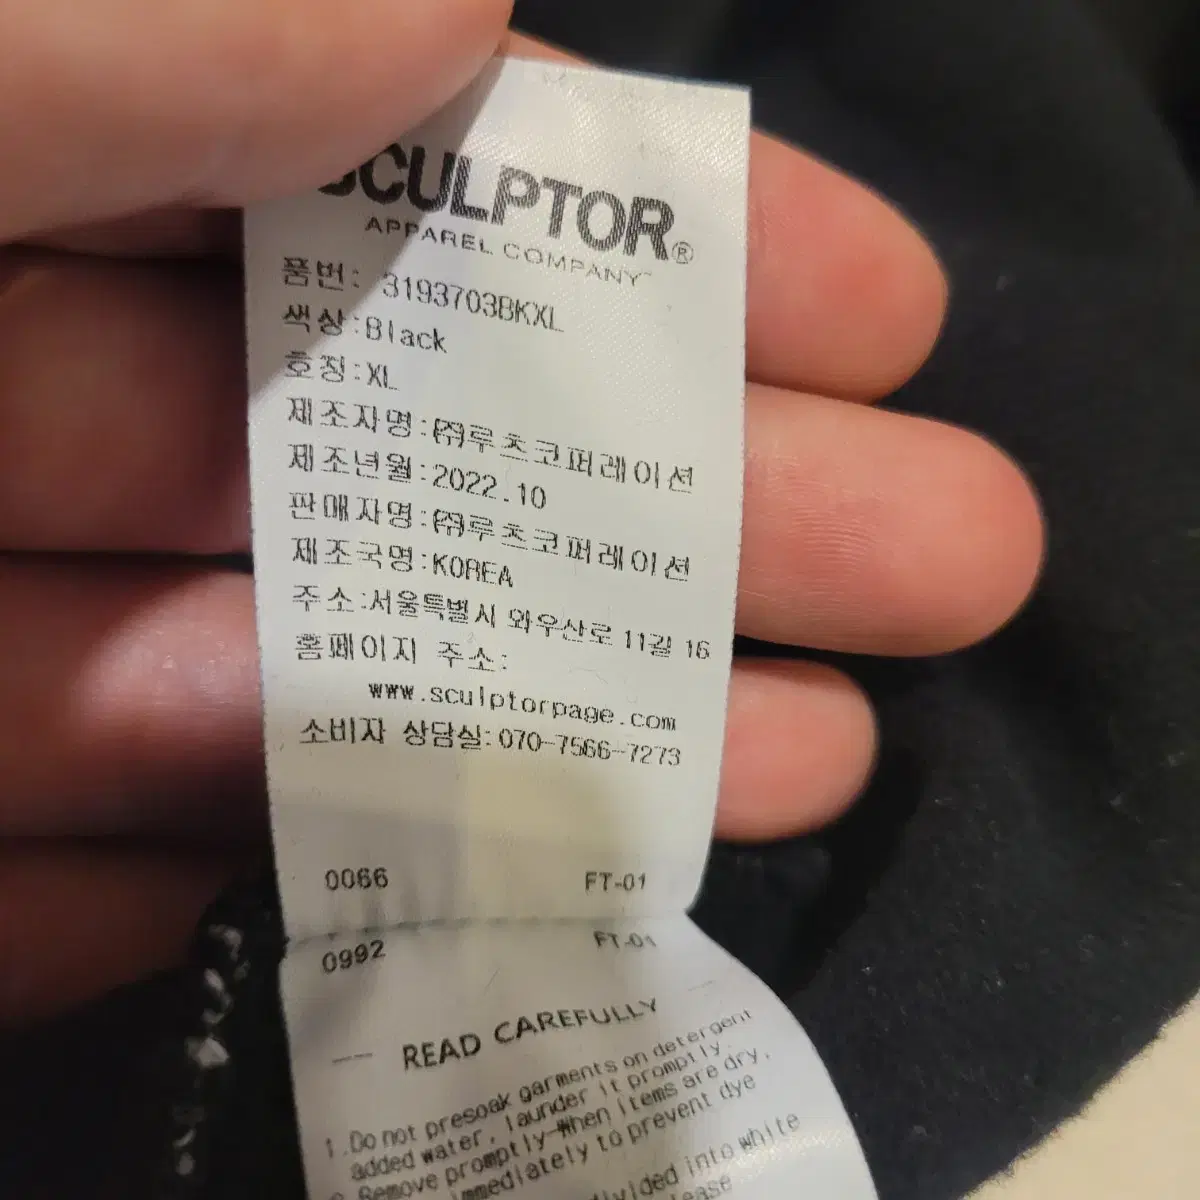 SCULPTOR®
APPAREL COMPANY™
품번: 3193703BKXL
색상:Black
호칭:XL
제조자명:㈜루츠코퍼레이션
제조년월:2022.10
판매자명:㈜루츠코퍼레이션
제조국명:KOREA
주소:서울특별시 와우산로 11길 16
홈페이지 주소:
www.sculptorpage.com
소비자 상담실:070-7566-7273
0066 FT-01
0992 FT-01
READ CAREFULLY
1.Do not presoak garments on detergent
added water, launder it promptly.
Remove promptly When items are dry,
immediately to prevent dye
divided into white